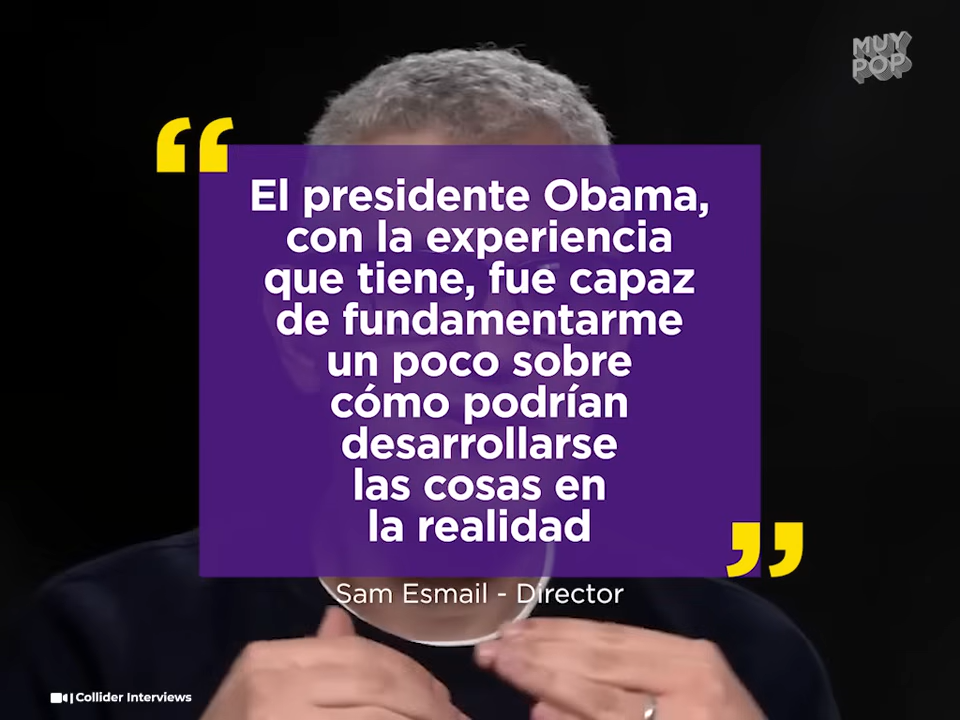 MUY
POP
“
El presidente Obama,
con la experiencia
que tiene, fue capaz
de fundamentarme
un poco sobre
cómo podrían
desarrollarse
las cosas en
la realidad
”
Sam Esmail - Director
Collider Interviews